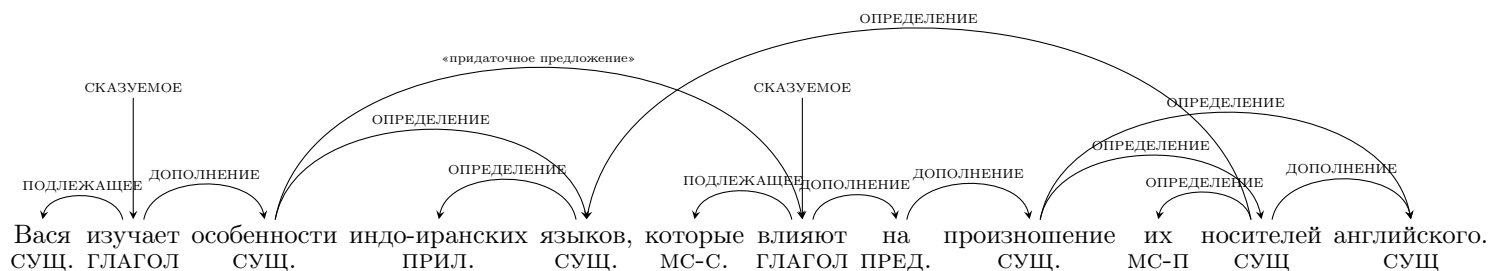 ОПРЕДЕЛЕНИЕ
«придаточное предложение»
СКАЗУЕМОЕ СКАЗУЕМОЕ
ОПРЕДЕЛЕНИЕ
ОПРЕДЕЛЕНИЕ
ОПРЕДЕЛЕНИЕ
ДОПОЛНЕНИЕ ОПРЕДЕЛЕНИЕ ДОПОЛНЕНИЕ ДОПОЛНЕНИЕ
ПОДЛЕЖАЩЕЕ ПОДЛЕЖАЩЕЕ ДОПОЛНЕНИЕ ОПРЕДЕЛЕНИЕ
Вася изучает особенности индо-иранских языков, которые влияют на произношение их носителей английского.
СУЩ. ГЛАГОЛ СУЩ. ПРИЛ. СУЩ. МС-С. ГЛАГОЛ ПРЕД. СУЩ. МС-П СУЩ СУЩ